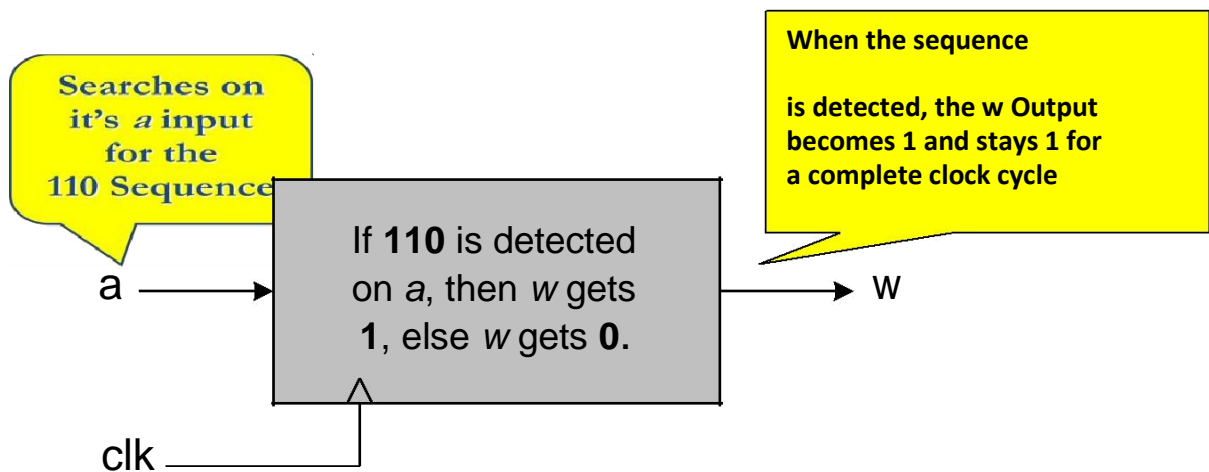 Searches on
it's a input
for the
110 Sequence
When the sequence
is detected, the w Output
becomes 1 and stays 1 for
a complete clock cycle
If 110 is detected
on a, then w gets
1, else w gets 0.
a
w
clk